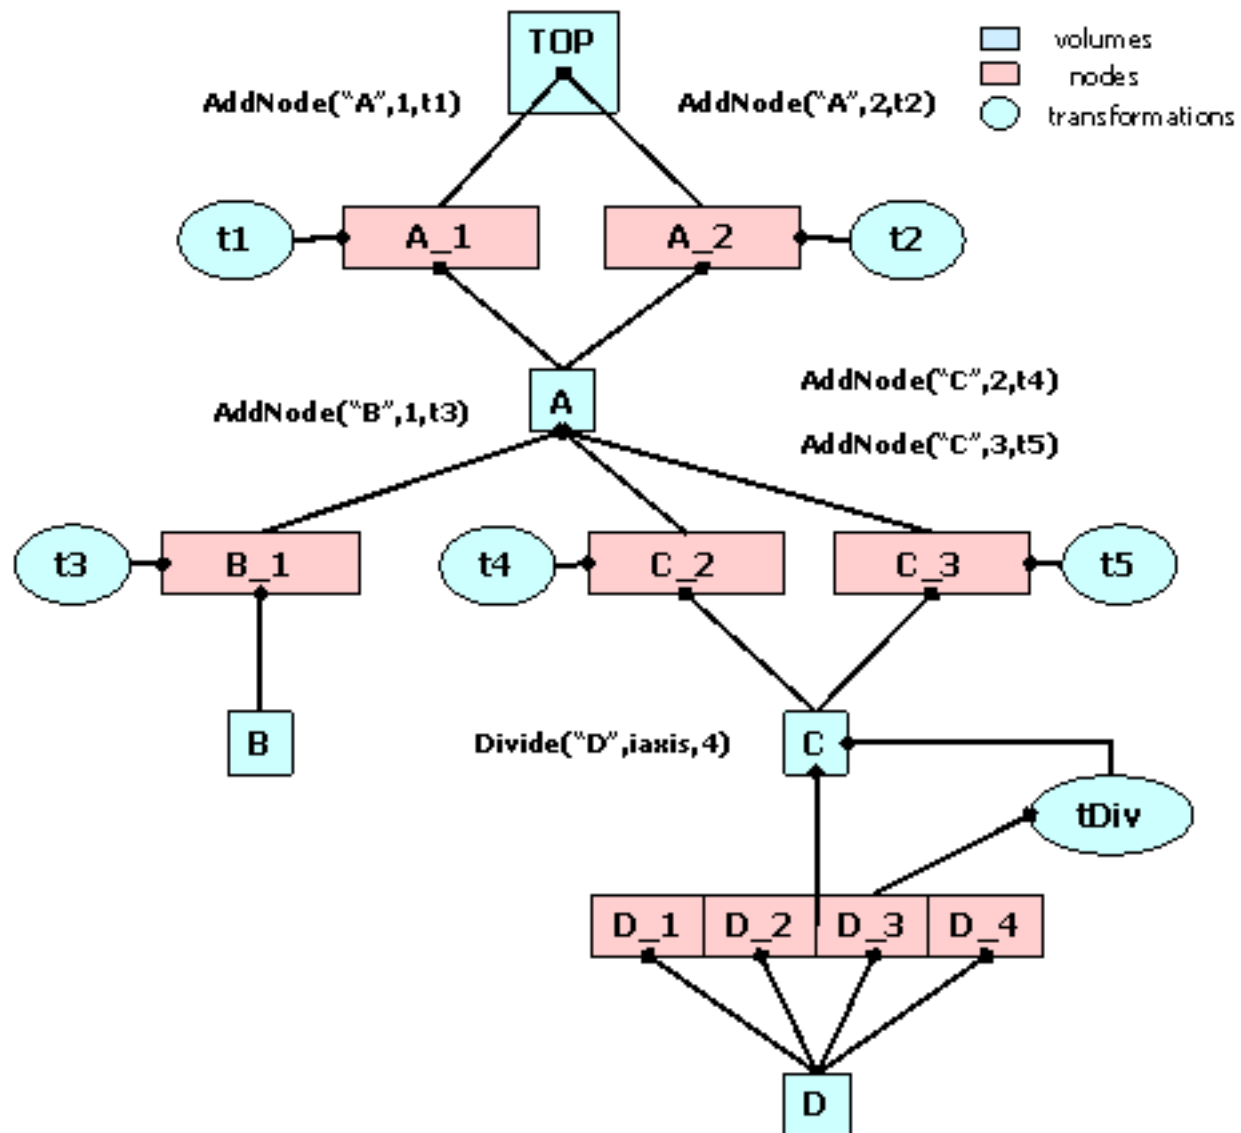 TOP
volumes
nodes
transformations
AddNode("A",1,t1)
AddNode("A",2,t2)
t1
A_1
A_2
t2
A
AddNode("B",1,t3)
AddNode("C",2,t4)
AddNode("C",3,t5)
t3
B_1
t4
C_2
C_3
t5
B
Divide("D",iaxis,4)
C
tDiv
D_1
D_2
D_3
D_4
D